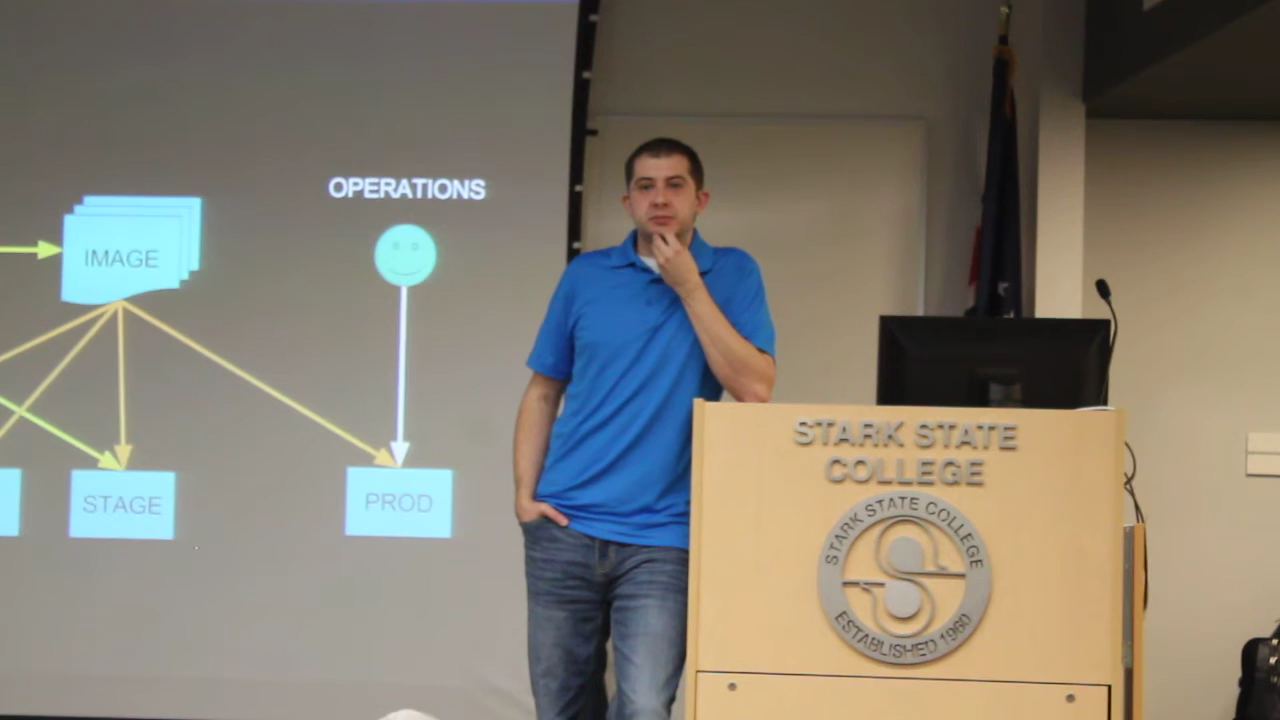 OPERATIONS
IMAGE
STAGE
PROD
STARK STATE
COLLEGE
STARK STATE COLLEGE
ESTABLISHED 1960